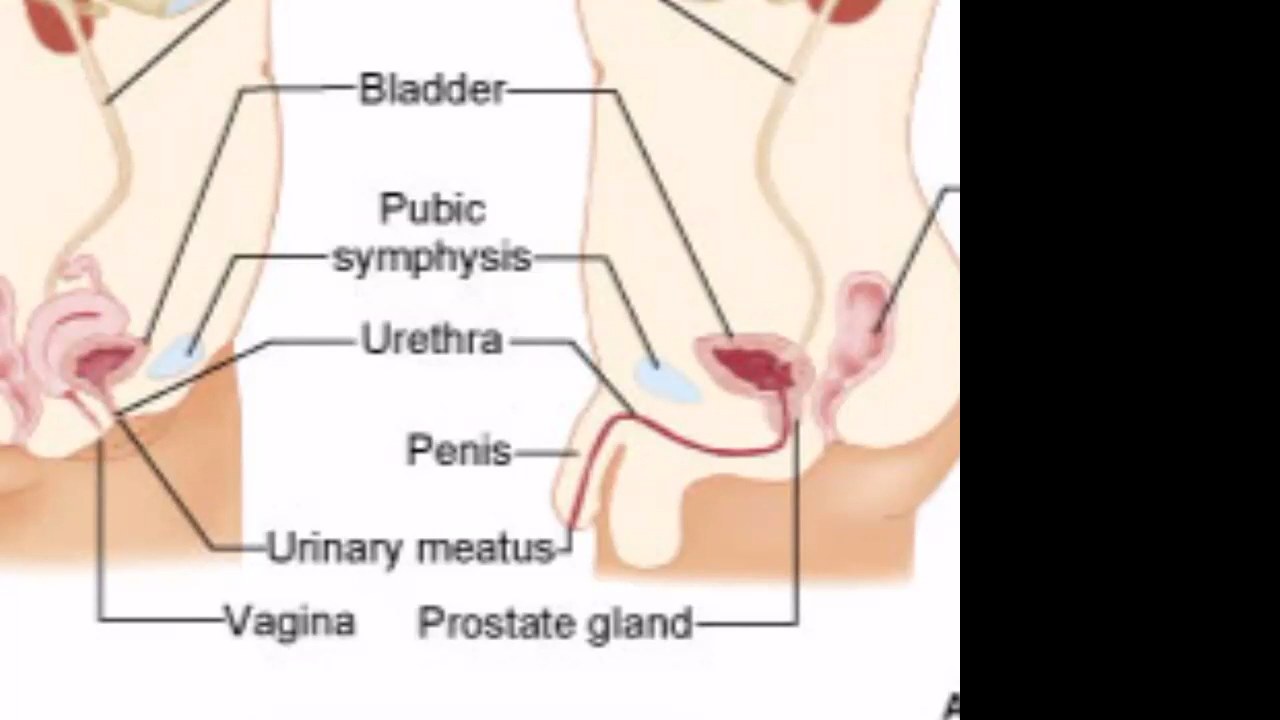 Bladder
Pubic
symphysis
Urethra
Penis
Urinary meatus
Vagina
Prostate gland